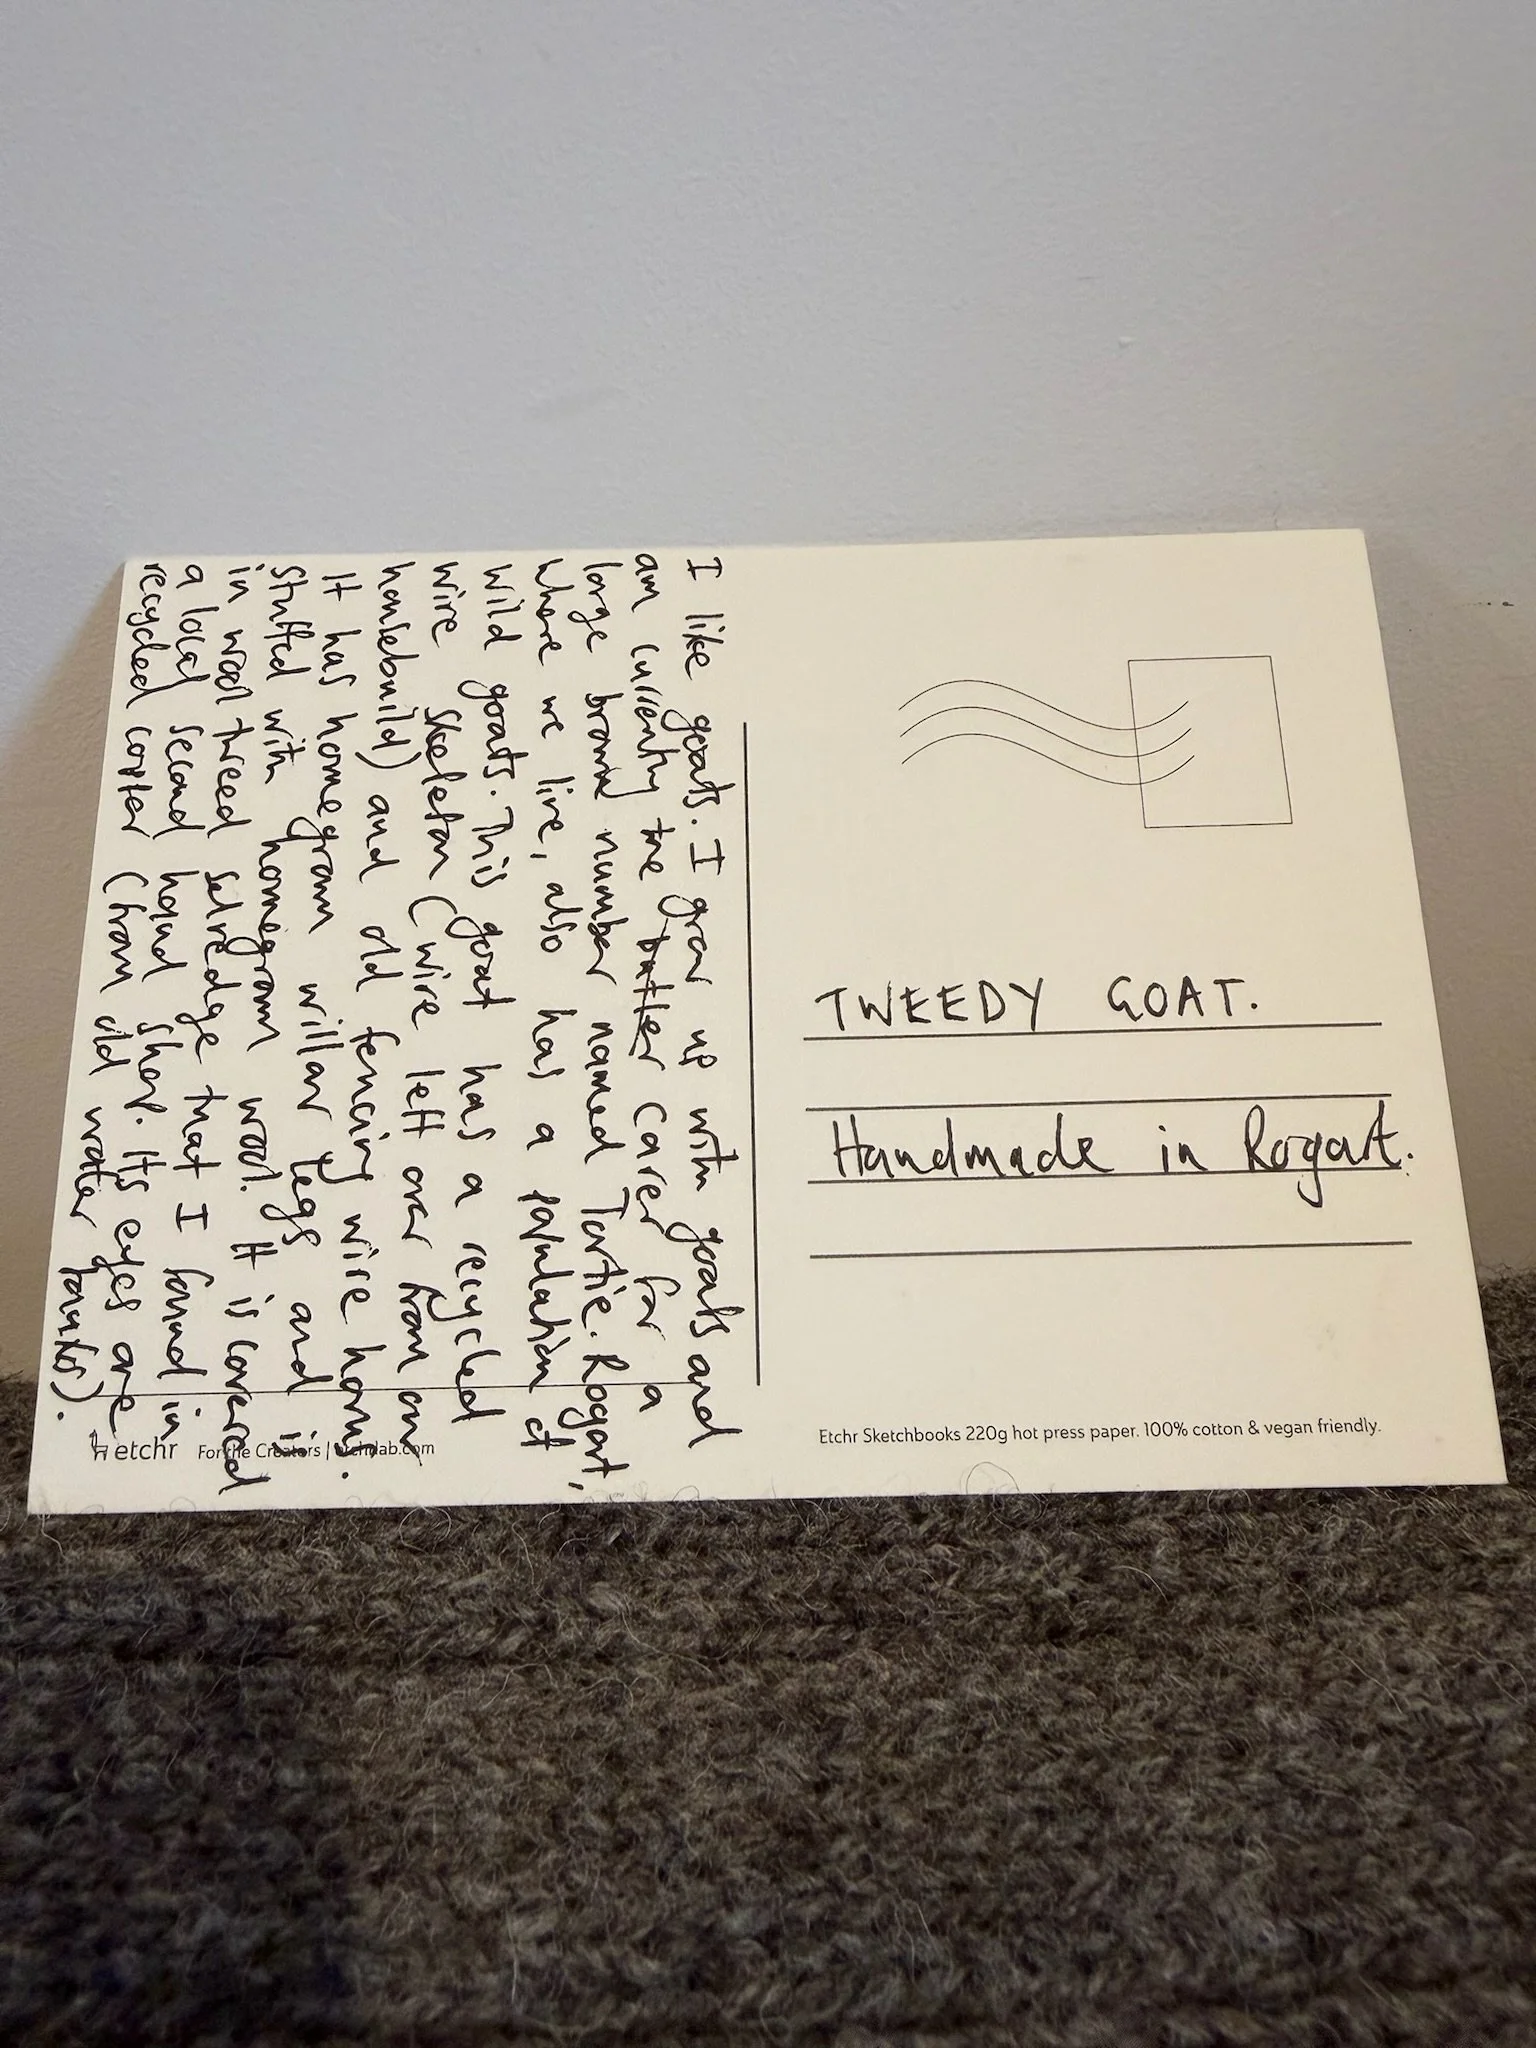 I like goats. I grew up with goats and
am currently the butler carer for a
large brown number named Tortie. Rogart,
where we live, also has a population of
wild goats. This goat has a recycled
wire skeleton (wire left over from our
housebuild) and old fencing wire horns.
It has homegrown willow legs and is
stuffed with homegrown wool. It is covered
in wool tweed selvedge that I found in
a local second hand shop. It's eyes are
recycled copper (from old water tanks).
TWEEDY GOAT.
Handmade in Rogart.
etchr For the Creators | etchrlab.com
Etchr Sketchbooks 220g hot press paper. 100% cotton & vegan friendly.